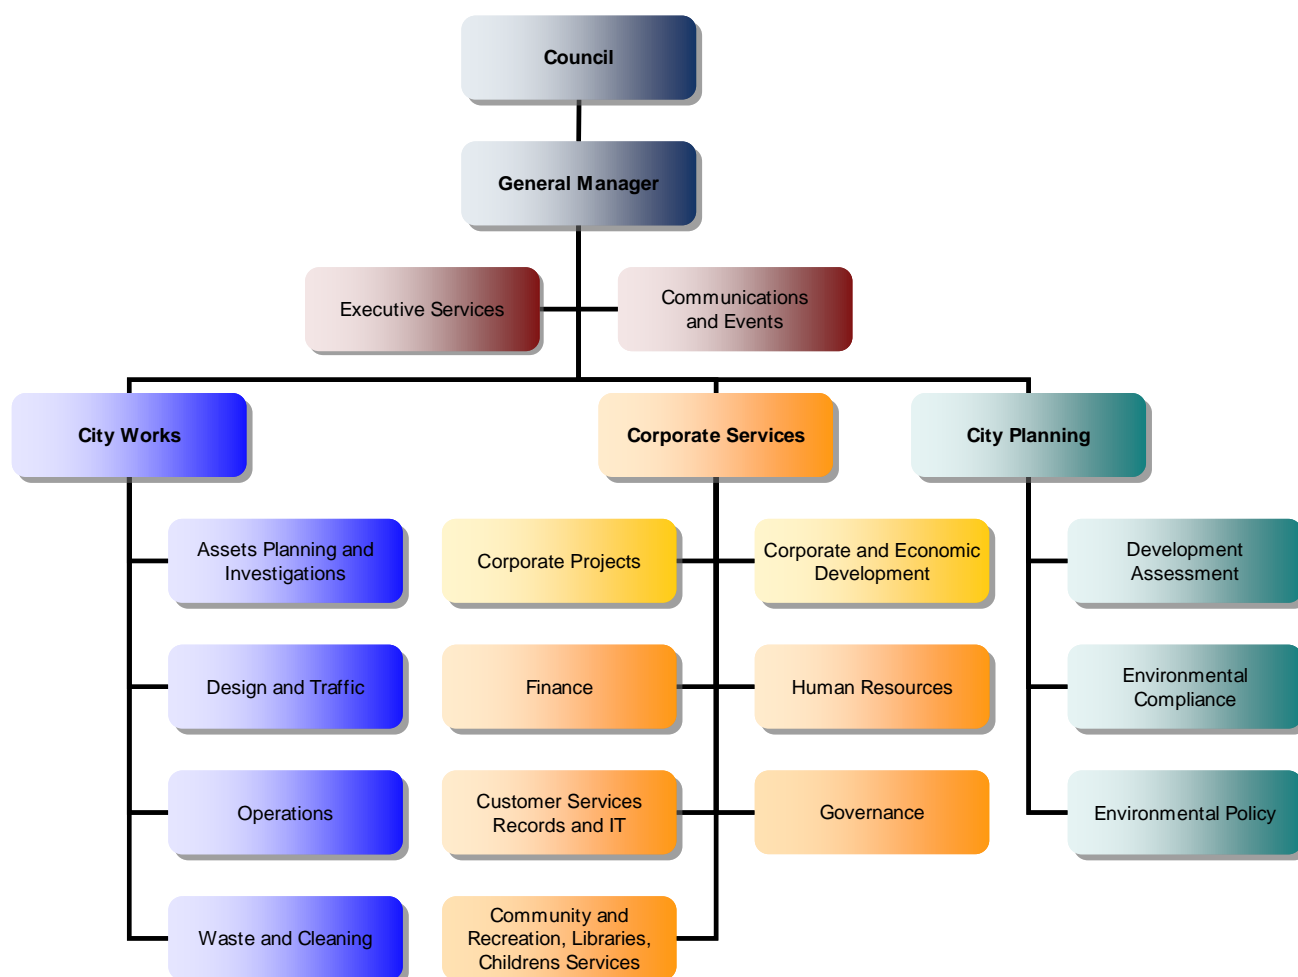 Council
General Manager
Executive Services
Communications
and Events
City Works
Corporate Services
City Planning
Assets Planning and
Investigations
Corporate Projects
Corporate and Economic
Development
Development
Assessment
Design and Traffic
Finance
Human Resources
Environmental
Compliance
Operations
Customer Services
Records and IT
Governance
Environmental Policy
Waste and Cleaning
Community and
Recreation, Libraries,
Childrens Services